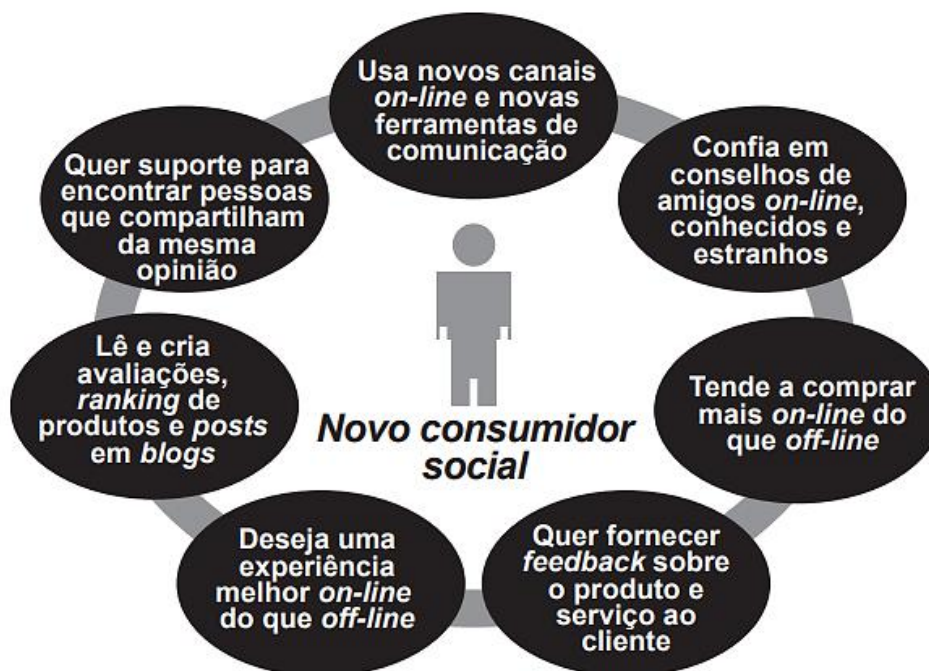 Usa novos canais
on-line e novas
ferramentas de
comunicação
Confia em
conselhos de
amigos on-line,
conhecidos e
estranhos
Tende a comprar
mais on-line do
que off-line
Quer fornecer
feedback sobre
o produto e
serviço ao
cliente
Deseja uma
experiência
melhor on-line
do que off-line
Lê e cria
avaliações,
ranking de
produtos e posts
em blogs
Quer suporte para
encontrar pessoas
que compartilham
da mesma
opinião
Novo consumidor
social